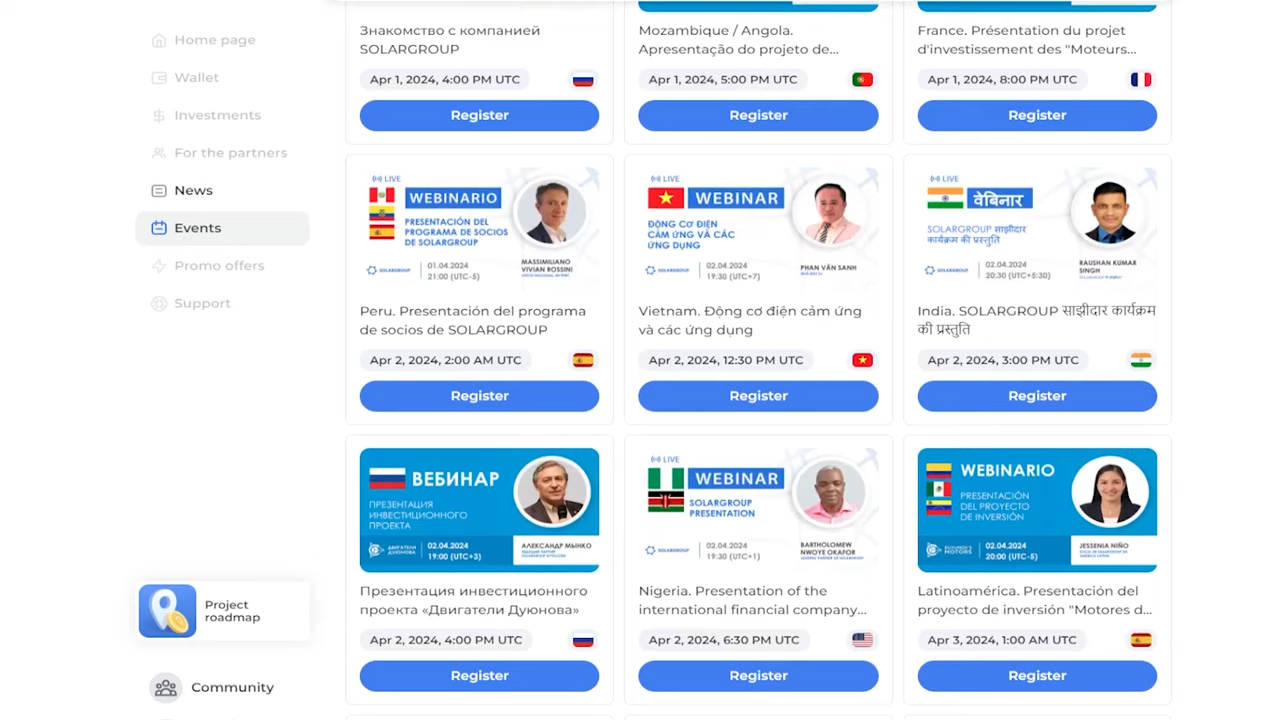 Home page
Wallet
Investments
For the partners
News
Events
Promo offers
Support
Project
roadmap
Community
Знакомство с компанией
SOLARGROUP
Apr 1, 2024, 4:00 PM UTC
Register
Mozambique / Angola.
Apresentação do projeto de...
Apr 1, 2024, 5:00 PM UTC
Register
France. Présentation du projet
d'investissement des "Moteurs...
Apr 1, 2024, 8:00 PM UTC
Register
LIVE
WEBINARIO
PRESENTACIÓN DEL
PROGRAMA DE SOCIOS
DE SOLARGROUP
SOLARGROUP
01.04.2024
21:00 (UTC-5)
MASSIMILIANO
VIVIAN ROSSINI
Peru. Presentación del programa
de socios de SOLARGROUP
Apr 2, 2024, 2:00 AM UTC
Register
LIVE
WEBINAR
ĐỘNG CƠ ĐIỆN
CẢM ỨNG VÀ CÁC
ỨNG DỤNG
SOLARGROUP
02.04.2024
19:30 (UTC+7)
PHAN VĂN SANH
Vietnam. Động cơ điện cảm ứng
và các ứng dụng
Apr 2, 2024, 12:30 PM UTC
Register
LIVE
वेबिनार
SOLARGROUP साझीदार
कार्यक्रम की प्रस्तुति
SOLARGROUP
02.04.2024
20:30 (UTC+5:30)
RAUSHAN KUMAR
SINGH
India. SOLARGROUP साझीदार कार्यक्रम
की प्रस्तुति
Apr 2, 2024, 3:00 PM UTC
Register
ВЕБИНАР
ПРЕЗЕНТАЦИЯ
ИНВЕСТИЦИОННОГО
ПРОЕКТА
ДВИГАТЕЛИ
ДУЮНОВА
02.04.2024
19:00 (UTC+3)
АЛЕКСАНДР МЫНКО
Презентация инвестиционного
проекта «Двигатели Дуюнова»
Apr 2, 2024, 4:00 PM UTC
Register
LIVE
WEBINAR
SOLARGROUP
PRESENTATION
SOLARGROUP
02.04.2024
19:30 (UTC+1)
BARTHOLOMEW
NWOYE OKAFOR
Nigeria. Presentation of the
international financial company...
Apr 2, 2024, 6:30 PM UTC
Register
WEBINARIO
PRESENTACIÓN
DEL PROYECTO
DE INVERSIÓN
MOTORS
02.04.2024
20:00 (UTC-5)
JESSENIA NIÑO
Latinoamérica. Presentación del
proyecto de inversión "Motores d...
Apr 3, 2024, 1:00 AM UTC
Register